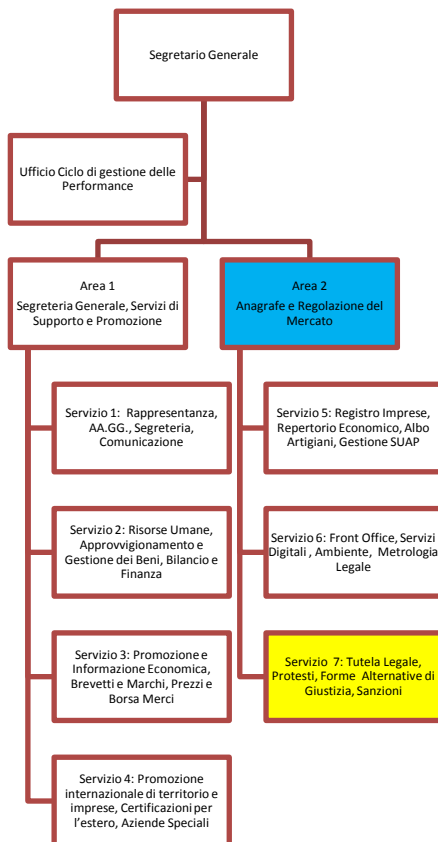 Segretario Generale
Ufficio Ciclo di gestione delle
Performance
Area 1
Segreteria Generale, Servizi di
Supporto e Promozione
Area 2
Anagrafe e Regolazione del
Mercato
Servizio 1: Rappresentanza,
AA.GG., Segreteria,
Comunicazione
Servizio 2: Risorse Umane,
Approvvigionamento e
Gestione dei Beni, Bilancio e
Finanza
Servizio 3: Promozione e
Informazione Economica,
Brevetti e Marchi, Prezzi e
Borsa Merci
Servizio 4: Promozione
internazionale di territorio e
imprese, Certificazioni per
l'estero, Aziende Speciali
Servizio 5: Registro Imprese,
Repertorio Economico, Albo
Artigiani, Gestione SUAP
Servizio 6: Front Office, Servizi
Digitali , Ambiente, Metrologia
Legale
Servizio 7: Tutela Legale,
Protesti, Forme Alternative di
Giustizia, Sanzioni